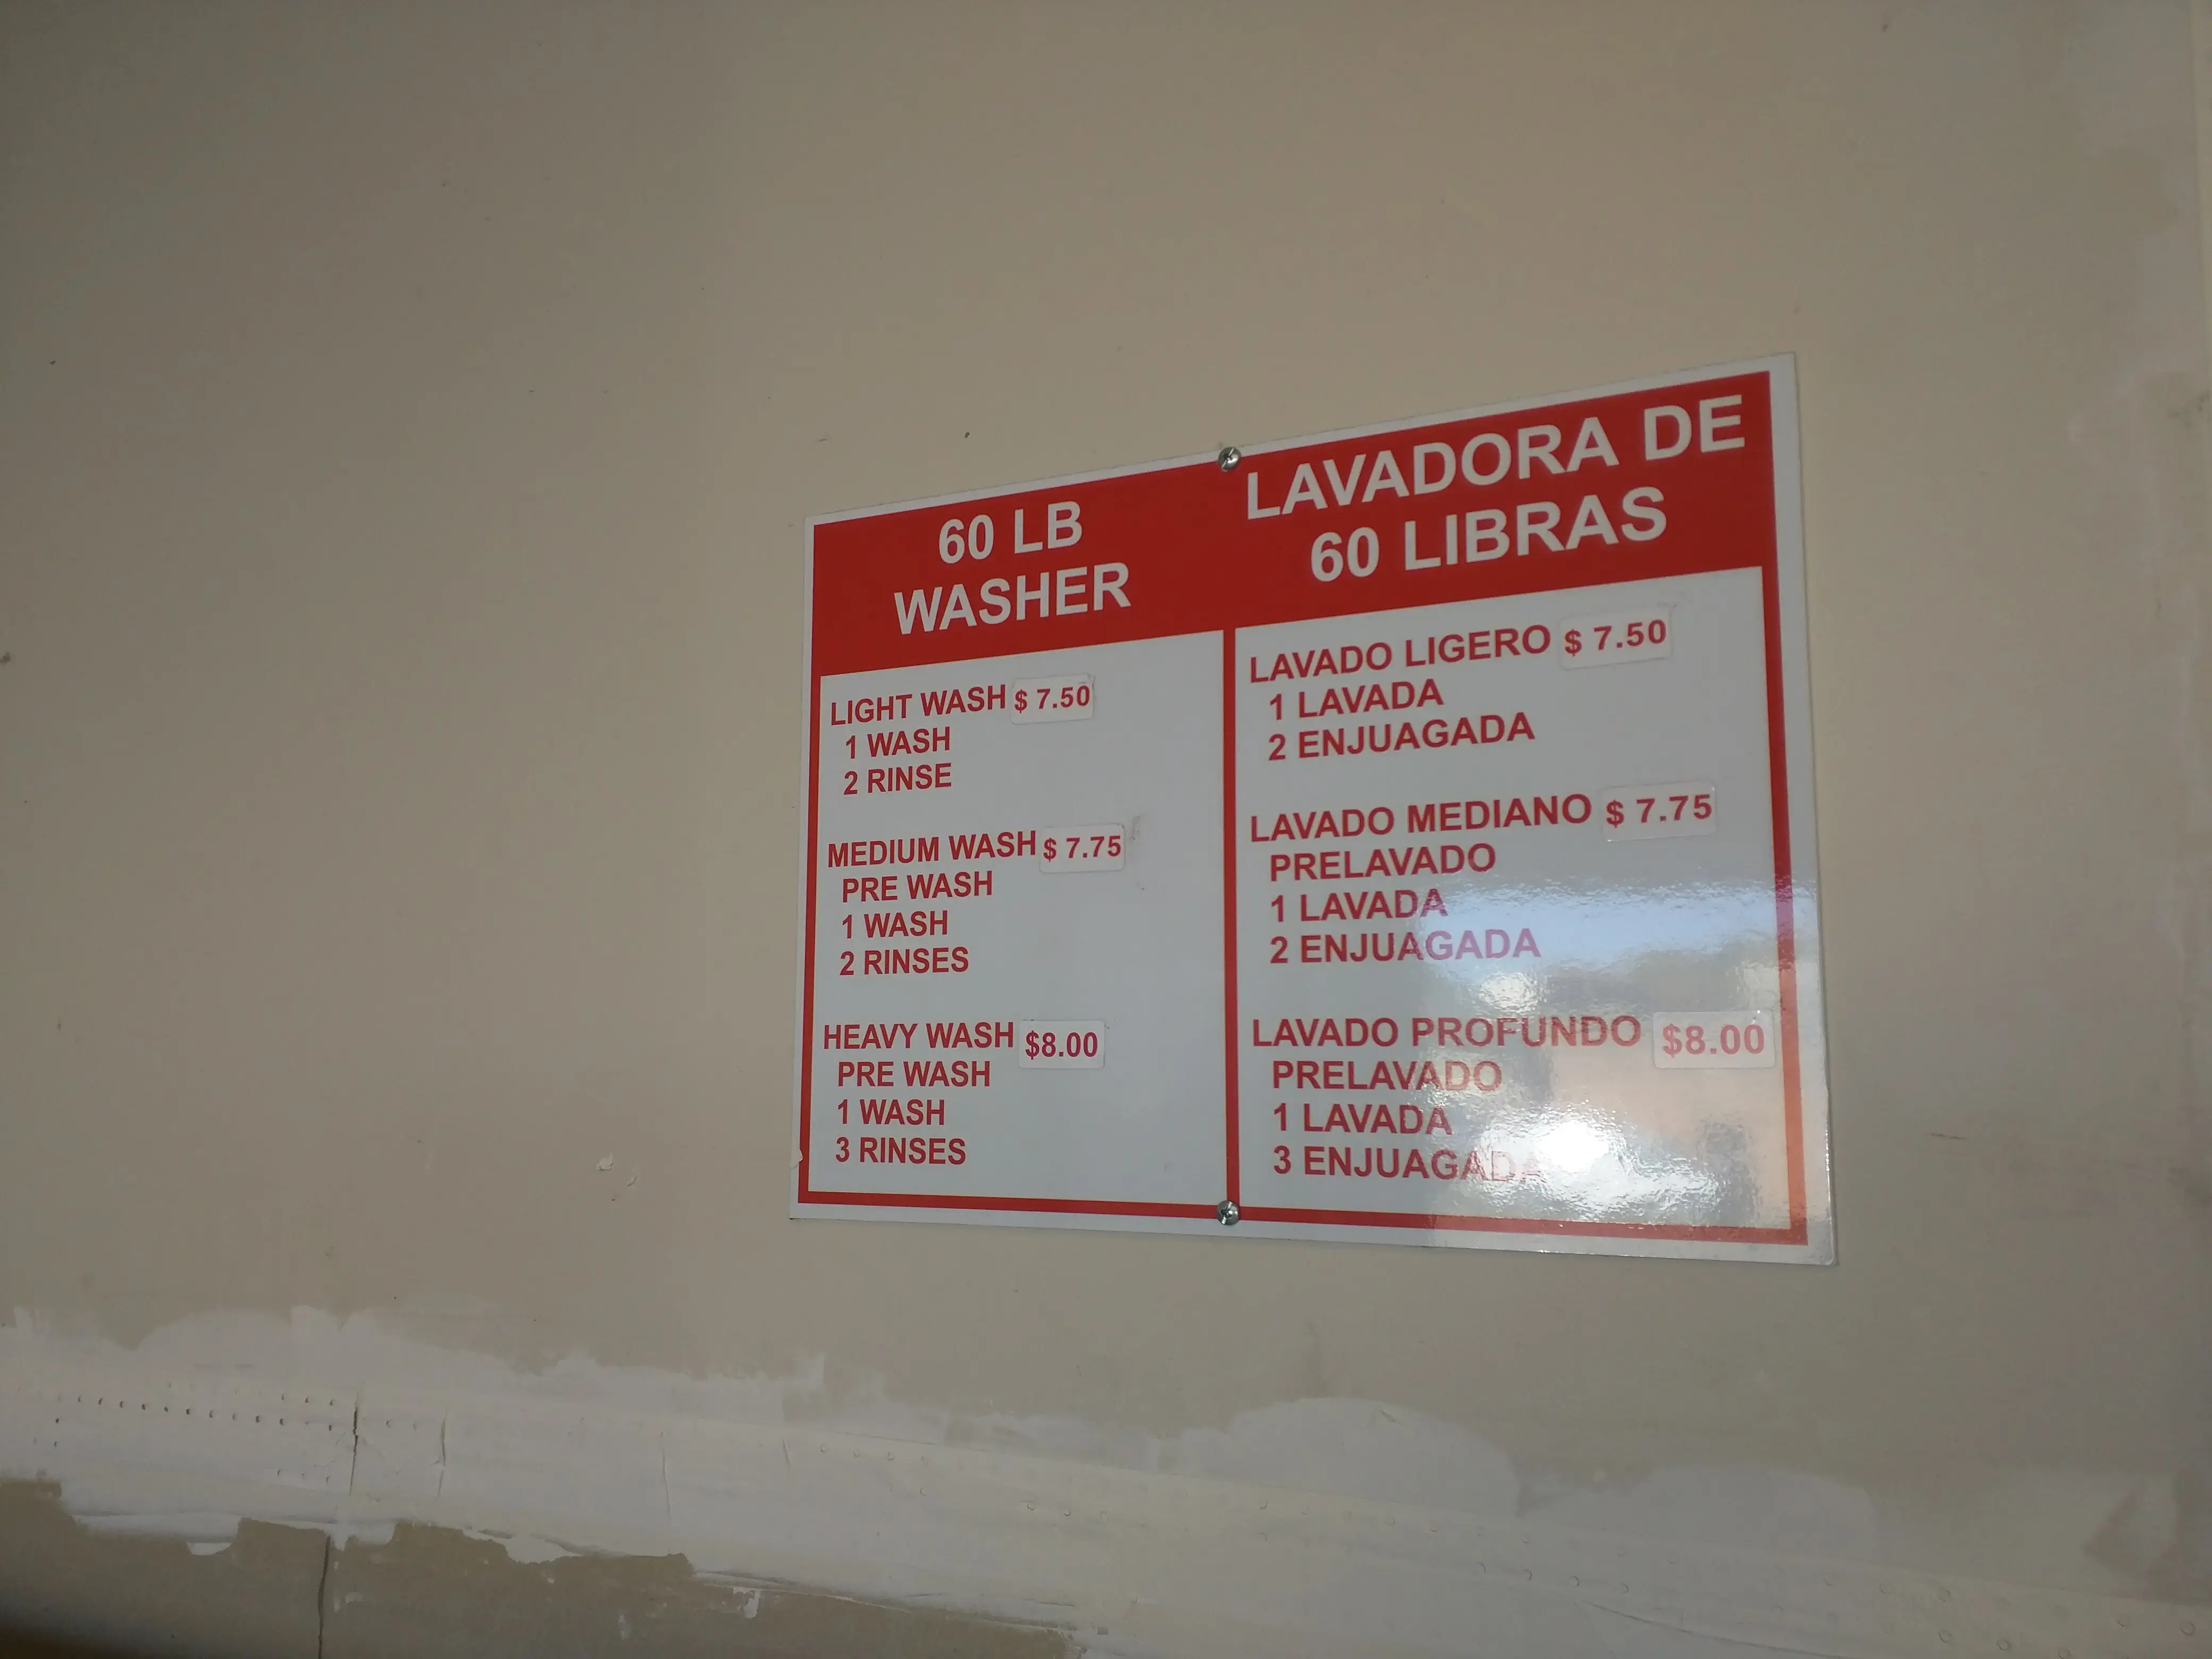 60 LB
WASHER
LIGHT WASH $ 7.50
1 WASH
2 RINSE
MEDIUM WASH $ 7.75
PRE WASH
1 WASH
2 RINSES
HEAVY WASH $8.00
PRE WASH
1 WASH
3 RINSES
LAVADORA DE
60 LIBRAS
LAVADO LIGERO $ 7.50
1 LAVADA
2 ENJUAGADA
LAVADO MEDIANO $ 7.75
PRELAVADO
1 LAVADA
2 ENJUAGADA
LAVADO PROFUNDO $8.00
PRELAVADO
1 LAVADA
3 ENJUAGADA